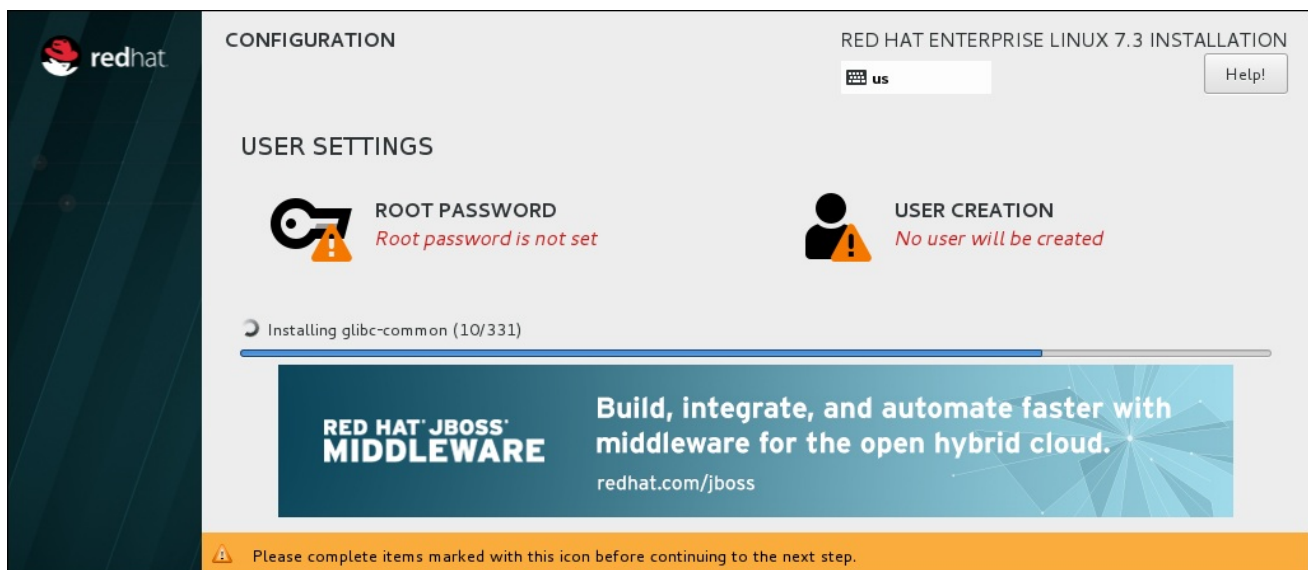 redhat
CONFIGURATION
RED HAT ENTERPRISE LINUX 7.3 INSTALLATION
us
Help!
USER SETTINGS
ROOT PASSWORD
Root password is not set
USER CREATION
No user will be created
Installing glibc-common (10/331)
RED HAT® JBOSS®
MIDDLEWARE
Build, integrate, and automate faster with
middleware for the open hybrid cloud.
redhat.com/jboss
Please complete items marked with this icon before continuing to the next step.